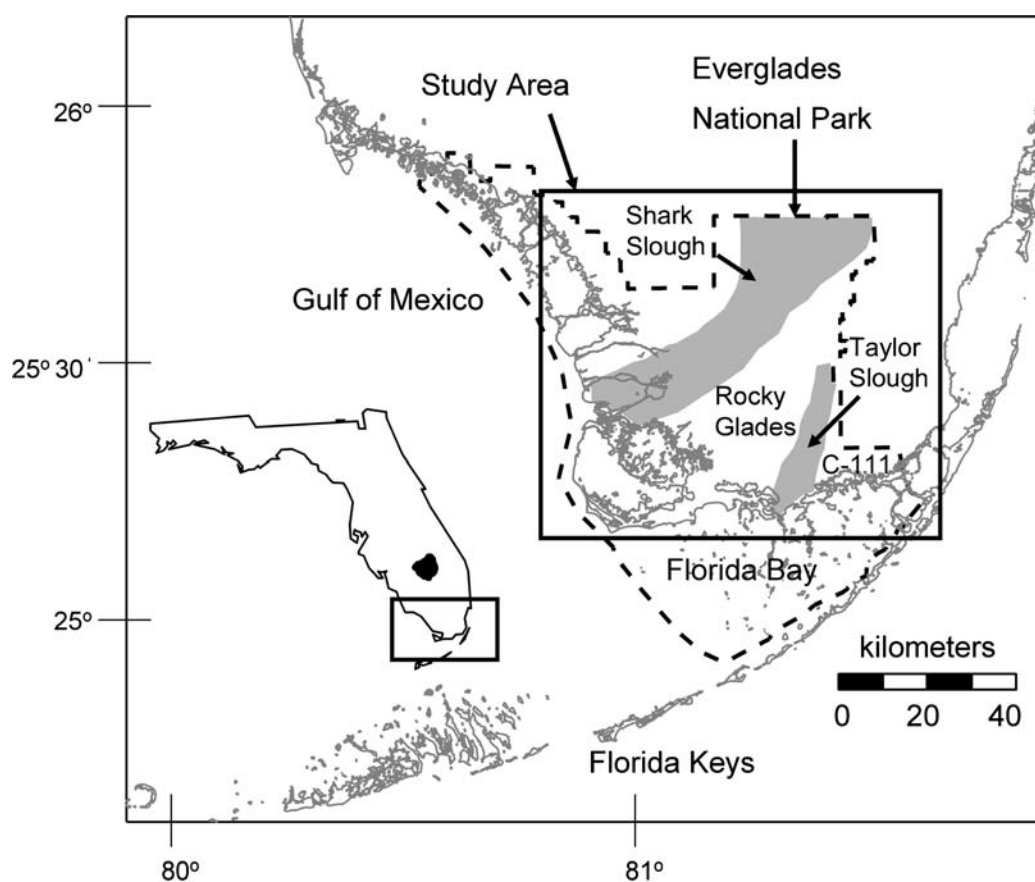 Study Area
Everglades
National Park
26º
Shark
Slough
Gulf of Mexico
25º 30'
Taylor
Slough
Rocky
Glades
C-111
Florida Bay
25º
kilometers
0 20 40
Florida Keys
80º 81º